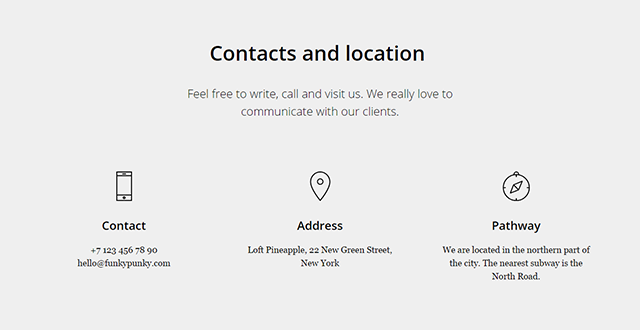 Contacts and location
Feel free to write, call and visit us. We really love to
communicate with our clients.
Contact
+7 123 456 78 90
hello@funkypunky.com
Address
Loft Pineapple, 22 New Green Street,
New York
Pathway
We are located in the northern part of
the city. The nearest subway is the
North Road.